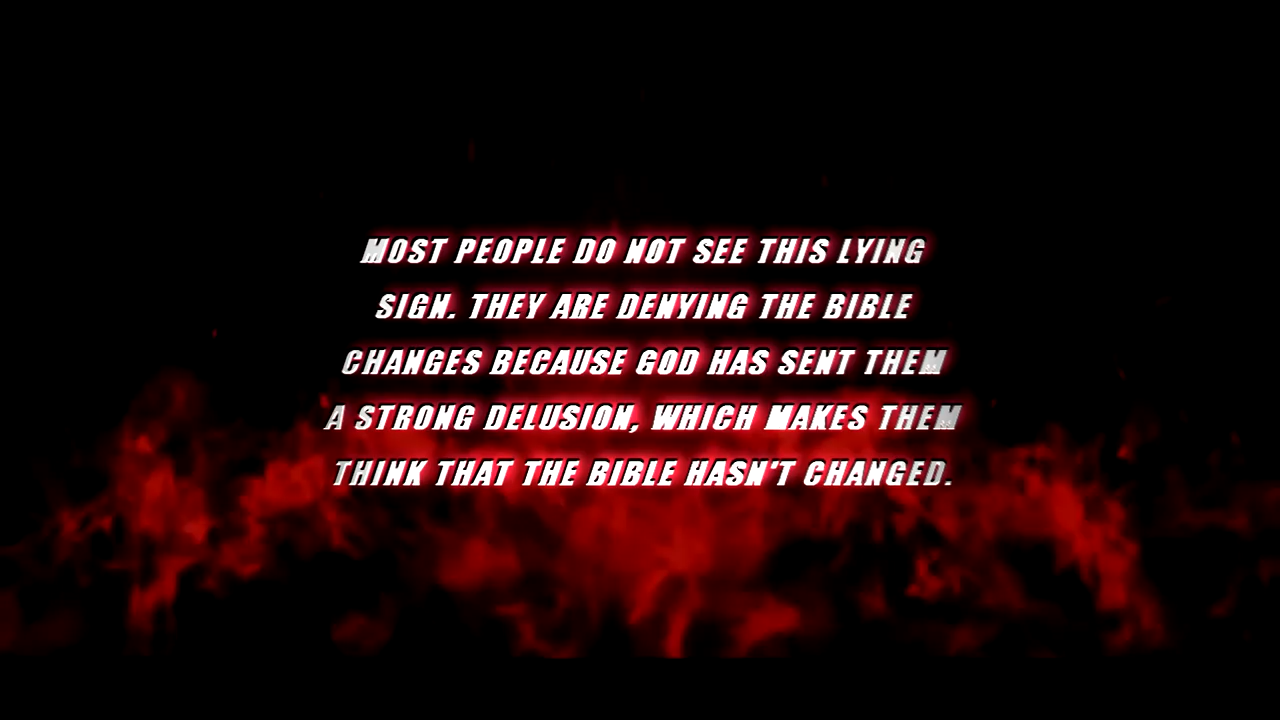 MOST PEOPLE DO NOT SEE THIS LYING
SIGN. THEY ARE DENYING THE BIBLE
CHANGES BECAUSE GOD HAS SENT THEM
A STRONG DELUSION, WHICH MAKES THEM
THINK THAT THE BIBLE HASN'T CHANGED.